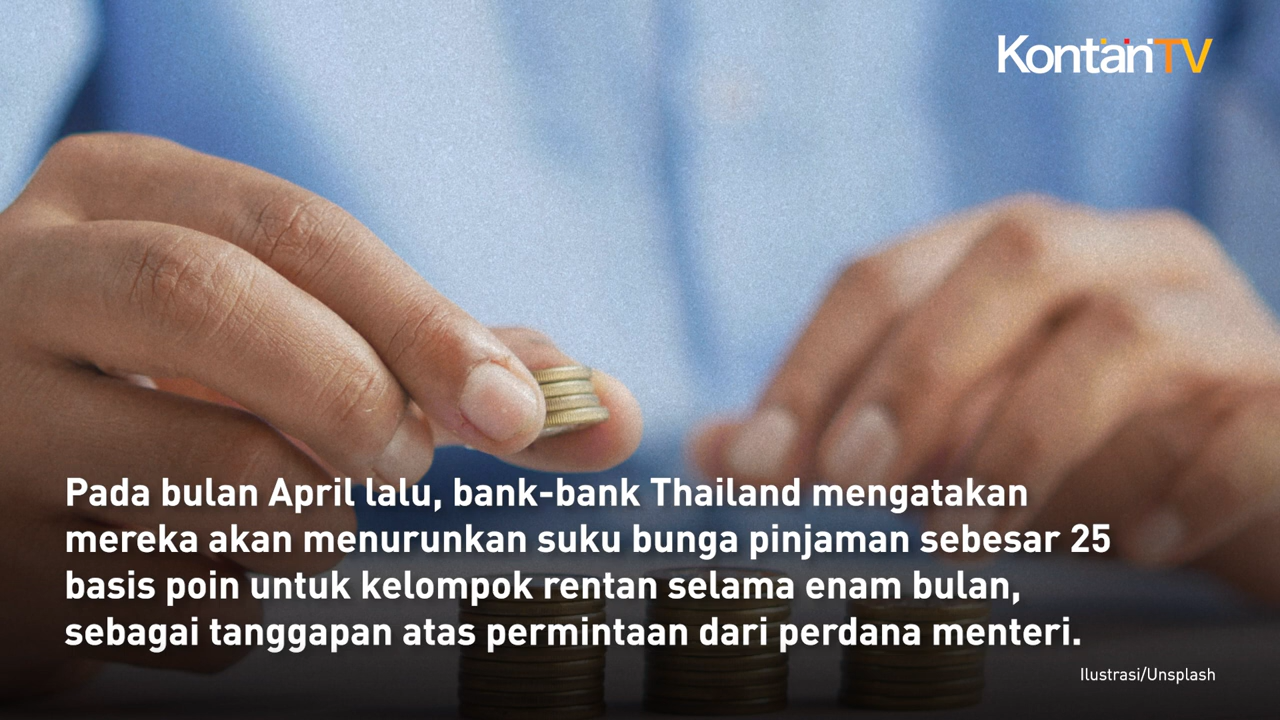 KontanTV
Pada bulan April lalu, bank-bank Thailand mengatakan
mereka akan menurunkan suku bunga pinjaman sebesar 25
basis poin untuk kelompok rentan selama enam bulan,
sebagai tanggapan atas permintaan dari perdana menteri.
Ilustrasi/Unsplash